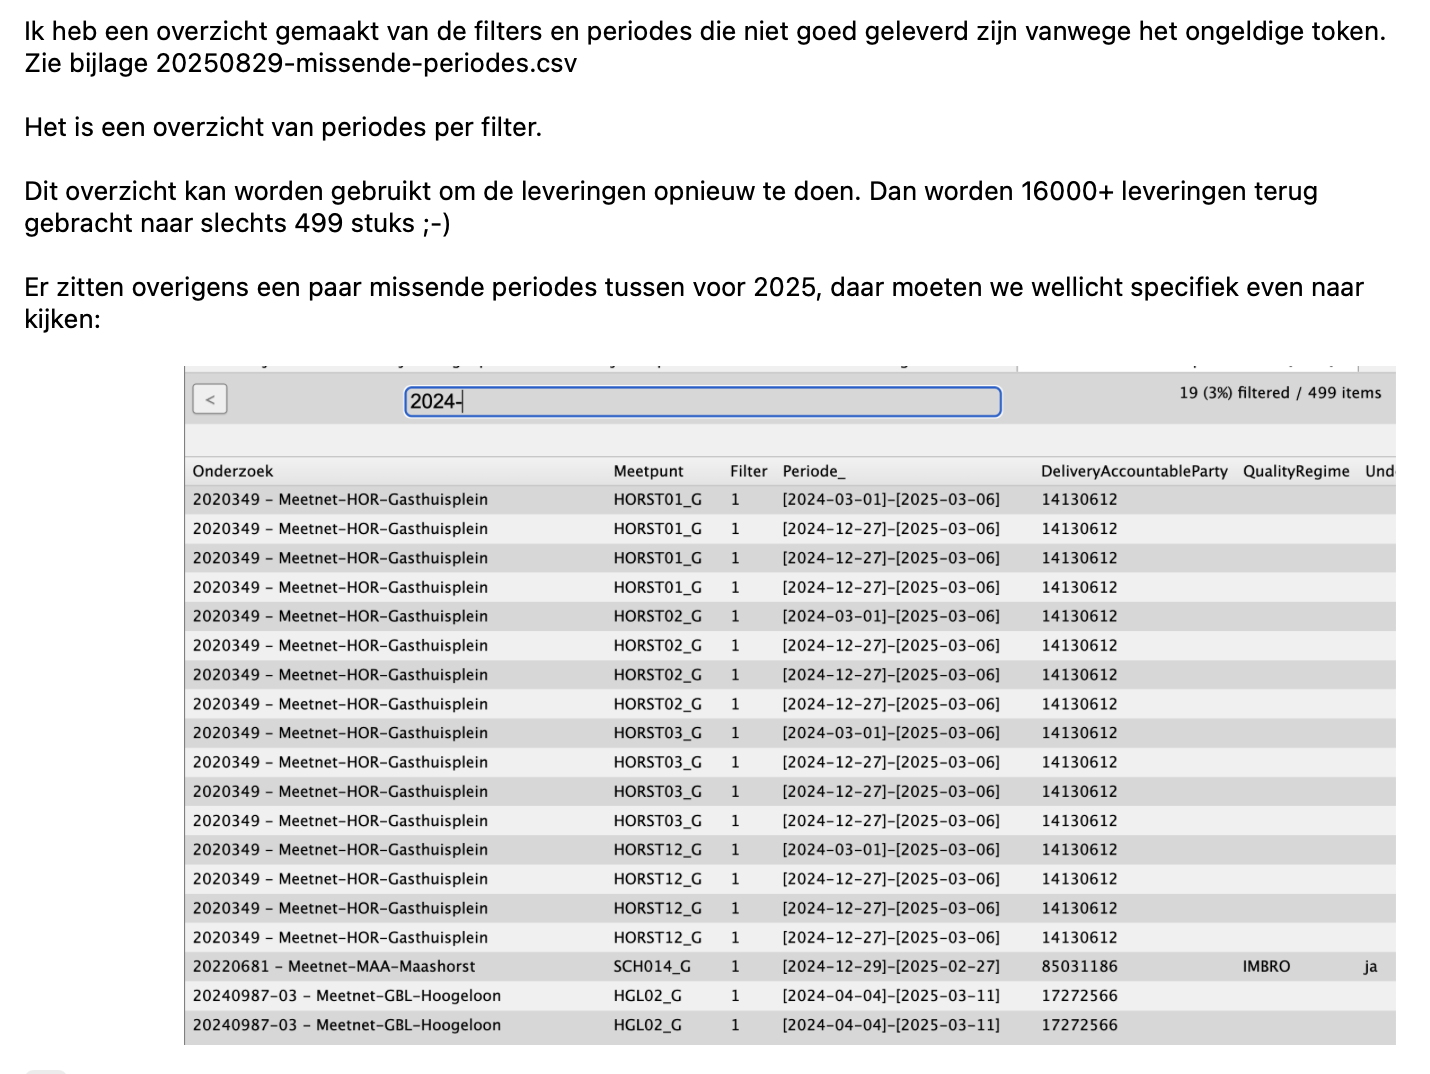 Ik heb een overzicht gemaakt van de filters en periodes die niet goed geleverd zijn vanwege het ongeldige token.
Zie bijlage 20250829-missende-periodes.csv
Het is een overzicht van periodes per filter.
Dit overzicht kan worden gebruikt om de leveringen opnieuw te doen. Dan worden 16000+ leveringen terug
gebracht naar slechts 499 stuks ;-)
Er zitten overigens een paar missende periodes tussen voor 2025, daar moeten we wellicht specifiek even naar
kijken:
< 2024- 19 (3%) filtered / 499 items
Onderzoek Meetpunt Filter Periode_ DeliveryAccountableParty QualityRegime Und
2020349 - Meetnet-HOR-Gasthuisplein HORST01_G 1 [2024-03-01]-[2025-03-06] 14130612
2020349 - Meetnet-HOR-Gasthuisplein HORST01_G 1 [2024-12-27]-[2025-03-06] 14130612
2020349 - Meetnet-HOR-Gasthuisplein HORST01_G 1 [2024-12-27]-[2025-03-06] 14130612
2020349 - Meetnet-HOR-Gasthuisplein HORST01_G 1 [2024-12-27]-[2025-03-06] 14130612
2020349 - Meetnet-HOR-Gasthuisplein HORST02_G 1 [2024-03-01]-[2025-03-06] 14130612
2020349 - Meetnet-HOR-Gasthuisplein HORST02_G 1 [2024-12-27]-[2025-03-06] 14130612
2020349 - Meetnet-HOR-Gasthuisplein HORST02_G 1 [2024-12-27]-[2025-03-06] 14130612
2020349 - Meetnet-HOR-Gasthuisplein HORST02_G 1 [2024-12-27]-[2025-03-06] 14130612
2020349 - Meetnet-HOR-Gasthuisplein HORST03_G 1 [2024-03-01]-[2025-03-06] 14130612
2020349 - Meetnet-HOR-Gasthuisplein HORST03_G 1 [2024-12-27]-[2025-03-06] 14130612
2020349 - Meetnet-HOR-Gasthuisplein HORST03_G 1 [2024-12-27]-[2025-03-06] 14130612
2020349 - Meetnet-HOR-Gasthuisplein HORST03_G 1 [2024-12-27]-[2025-03-06] 14130612
2020349 - Meetnet-HOR-Gasthuisplein HORST12_G 1 [2024-03-01]-[2025-03-06] 14130612
2020349 - Meetnet-HOR-Gasthuisplein HORST12_G 1 [2024-12-27]-[2025-03-06] 14130612
2020349 - Meetnet-HOR-Gasthuisplein HORST12_G 1 [2024-12-27]-[2025-03-06] 14130612
2020349 - Meetnet-HOR-Gasthuisplein HORST12_G 1 [2024-12-27]-[2025-03-06] 14130612
20220681 - Meetnet-MAA-Maashorst SCH014_G 1 [2024-12-29]-[2025-02-27] 85031186 IMBRO ja
20240987-03 - Meetnet-GBL-Hoogeloon HGL02_G 1 [2024-04-04]-[2025-03-11] 17272566
20240987-03 - Meetnet-GBL-Hoogeloon HGL02_G 1 [2024-04-04]-[2025-03-11] 17272566